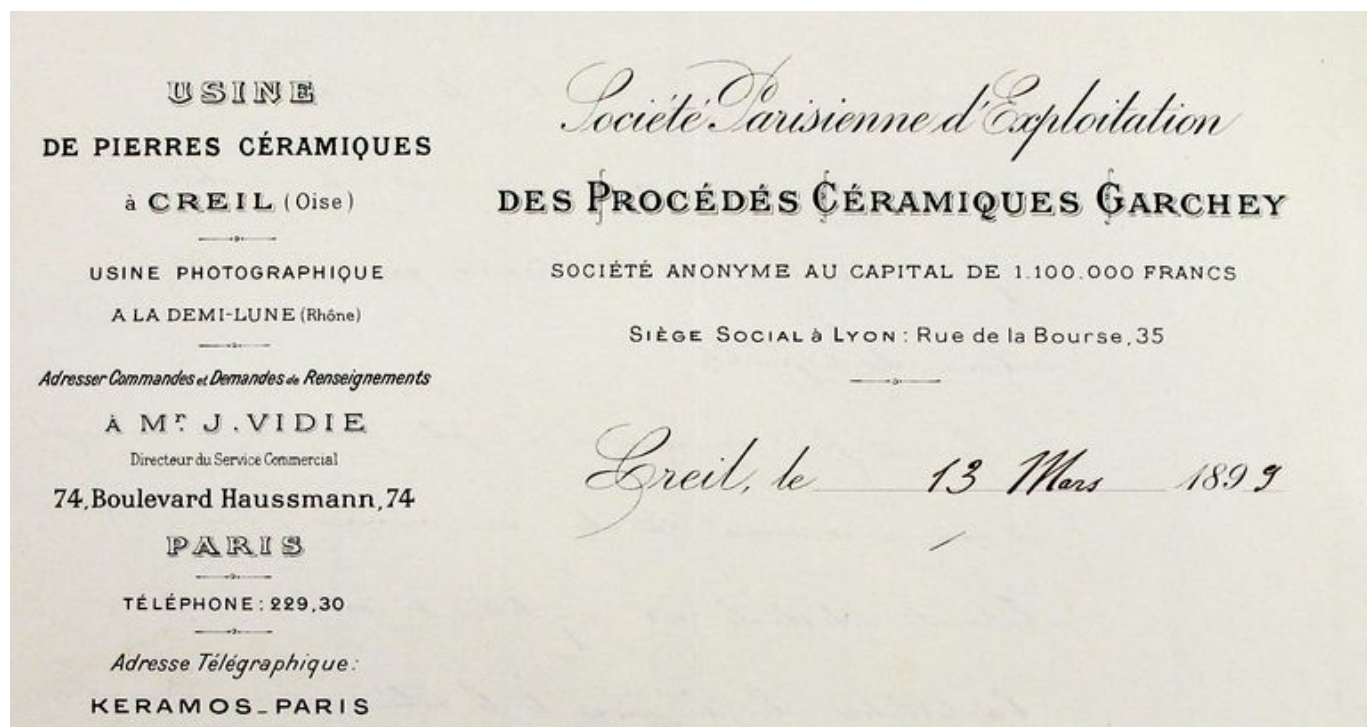 USINE
DE PIERRES CÉRAMIQUES
à CREIL (Oise)
USINE PHOTOGRAPHIQUE
A LA DEMI-LUNE (Rhône)
Adresser Commandes et Demandes de Renseignements
À Mr. J. VIDIE
Directeur du Service Commercial
74, Boulevard Haussmann, 74
PARIS
TÉLÉPHONE: 229,30
Adresse Télégraphique:
KERAMOS_PARIS
Société Parisienne d'Exploitation
DES PROCÉDÉS CÉRAMIQUES GARCHEY
SOCIÉTÉ ANONYME AU CAPITAL DE 1.100.000 FRANCS
SIÈGE SOCIAL à LYON: Rue de la Bourse, 35
Creil, le 13 Mars 1899